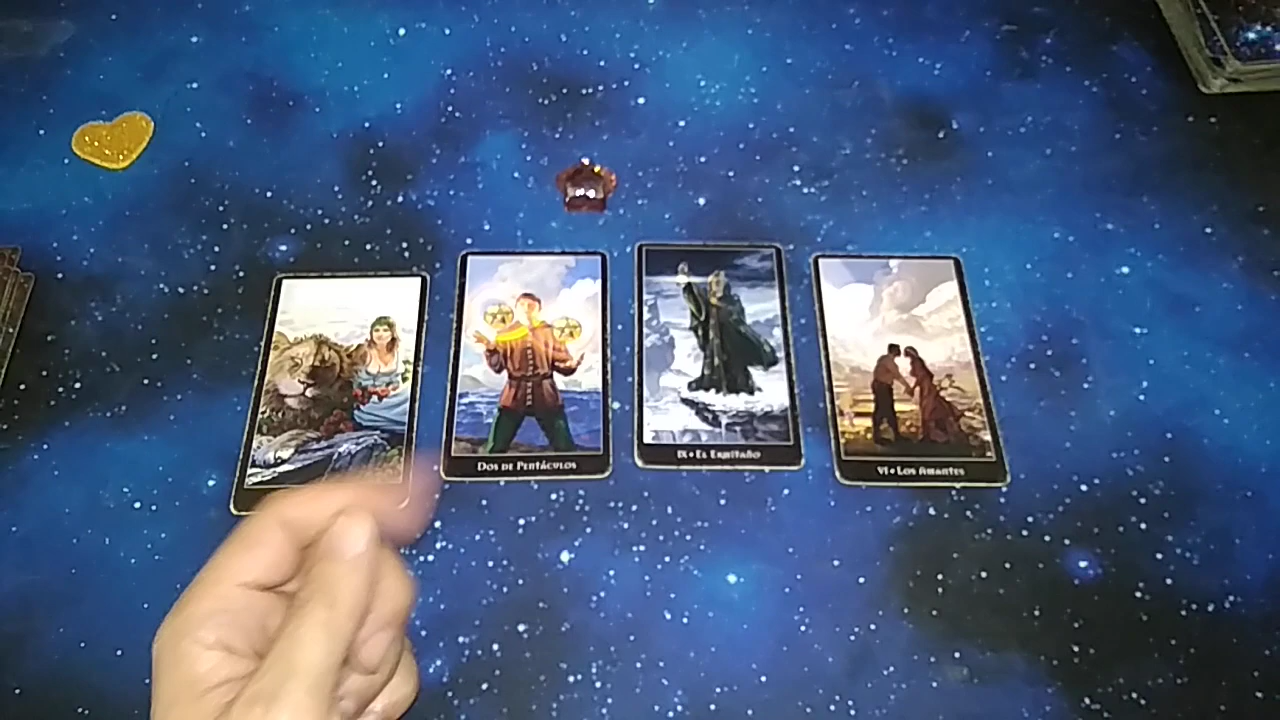 Dos de Pentáculos
IX • El Ermitaño
VI • Los Amantes